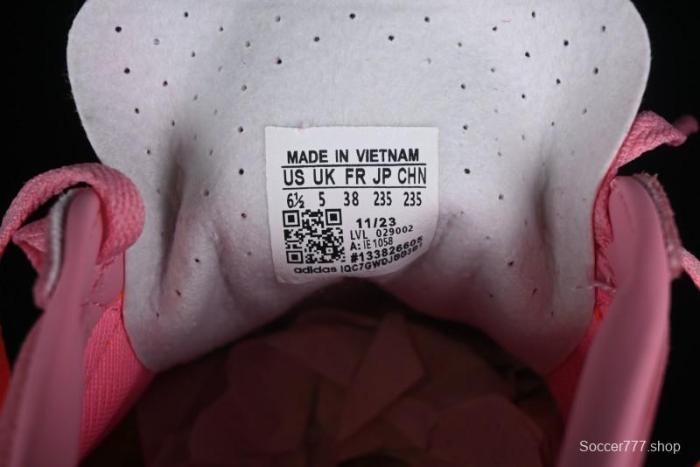 MADE IN VIETNAM
US UK FR JP CHN
6½ 5 38 235 235
11/23
LVL 029002
A: IE1058
#133826605
adidas
Soccer777.shop